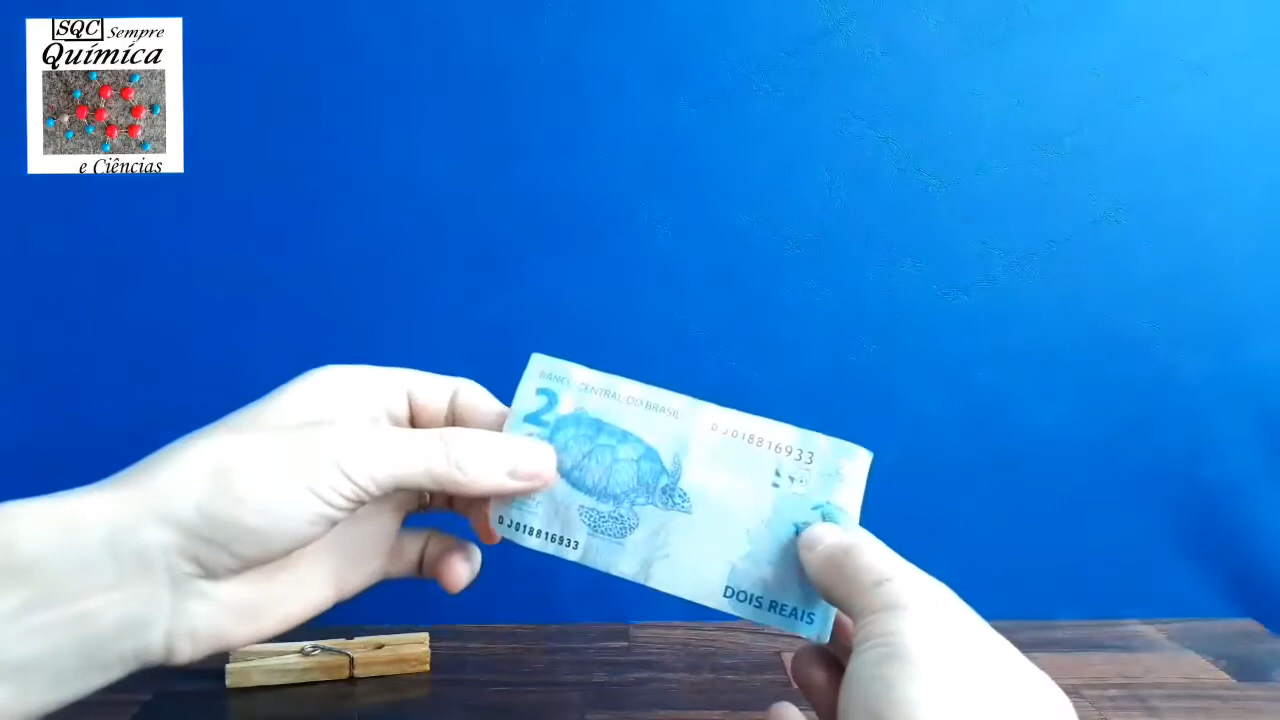 SQC Sempre
Química
e Ciências
BANCO CENTRAL DO BRASIL
2
DJ018816933
DJ018816933
DOIS REAIS